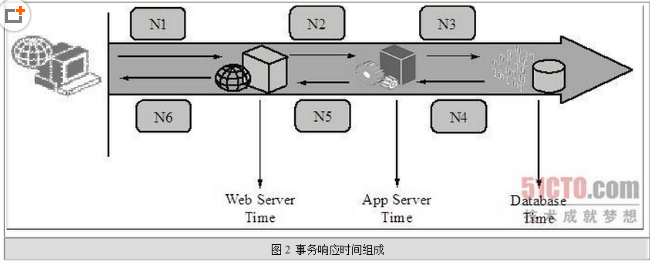 N1
N2
N3
N6
N5
N4
Web Server
Time
App Server
Time
Database
Time
51CTO.com
技术成就梦想
图2 事务响应时间组成